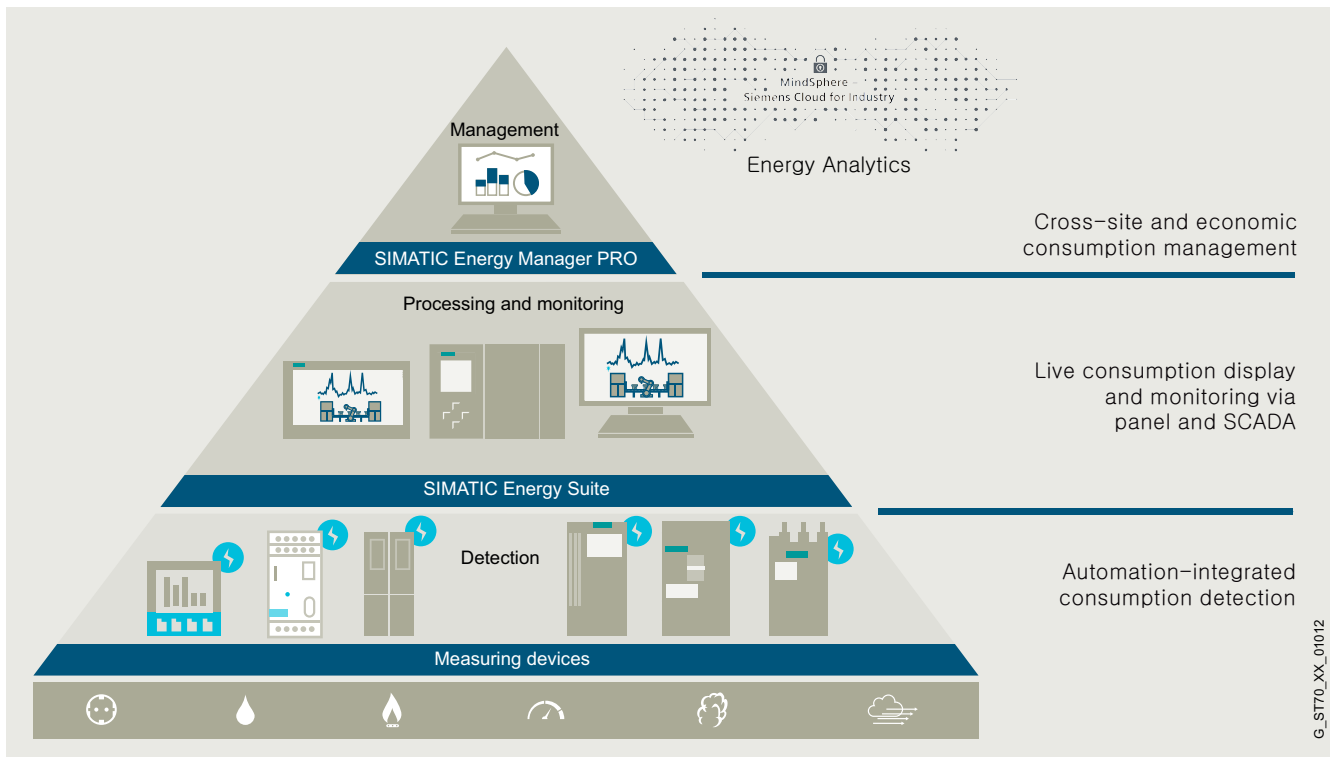 MindSphere –
Siemens Cloud for Industry
Energy Analytics
Management
SIMATIC Energy Manager PRO
Cross-site and economic
consumption management
Processing and monitoring
Live consumption display
and monitoring via
panel and SCADA
SIMATIC Energy Suite
Detection
Automation-integrated
consumption detection
Measuring devices
G_ST70_XX_01012